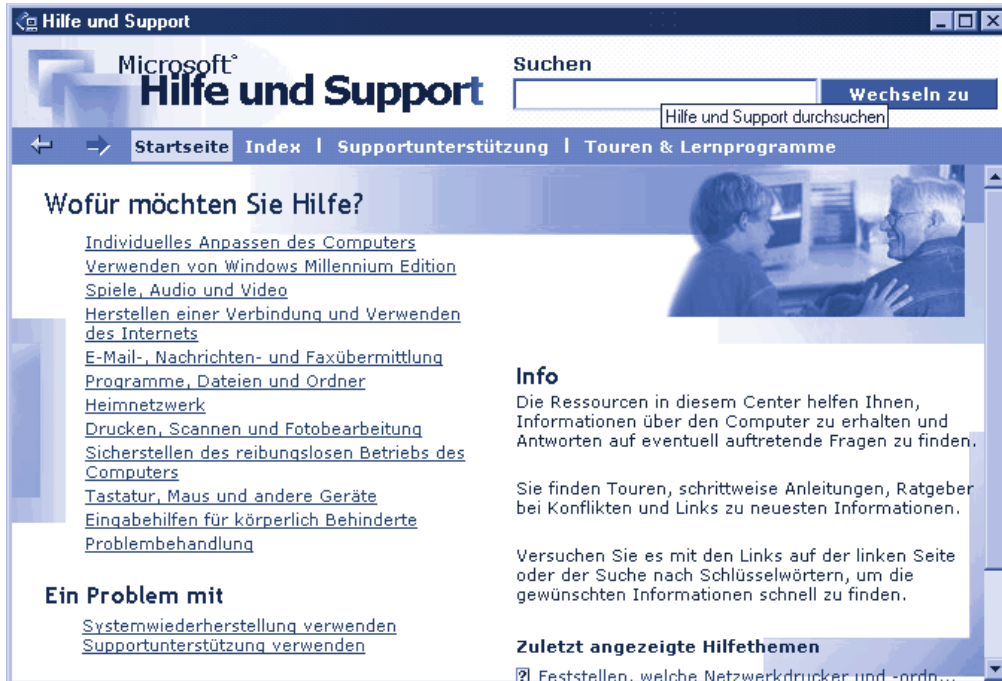 Hilfe und Support
Microsoft®
Hilfe und Support
Suchen
Wechseln zu
Hilfe und Support durchsuchen
Startseite Index | Supportunterstützung | Touren & Lernprogramme
Wofür möchten Sie Hilfe?
Individuelles Anpassen des Computers
Verwenden von Windows Millennium Edition
Spiele, Audio und Video
Herstellen einer Verbindung und Verwenden
des Internets
E-Mail-, Nachrichten- und Faxübermittlung
Programme, Dateien und Ordner
Heimnetzwerk
Drucken, Scannen und Fotobearbeitung
Sicherstellen des reibungslosen Betriebs des
Computers
Tastatur, Maus und andere Geräte
Eingabehilfen für körperlich Behinderte
Problembehandlung
Ein Problem mit
Systemwiederherstellung verwenden
Supportunterstützung verwenden
Info
Die Ressourcen in diesem Center helfen Ihnen,
Informationen über den Computer zu erhalten und
Antworten auf eventuell auftretende Fragen zu finden.
Sie finden Touren, schrittweise Anleitungen, Ratgeber
bei Konflikten und Links zu neuesten Informationen.
Versuchen Sie es mit den Links auf der linken Seite
oder der Suche nach Schlüsselwörtern, um die
gewünschten Informationen schnell zu finden.
Zuletzt angezeigte Hilfethemen
Feststellen, welche Netzwerkdrucker und -ordn...